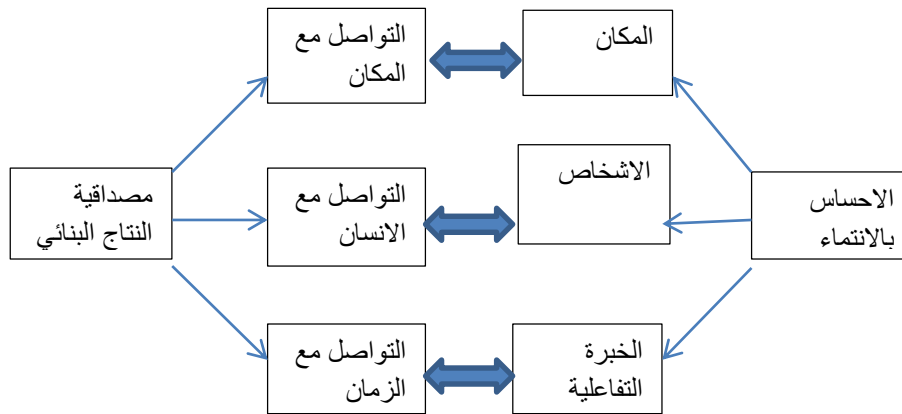 المكان
التواصل مع
المكان
الاشخاص
التواصل مع
الانسان
الاحساس
بالانتماء
مصداقية
النتاج البنائي
الخبرة
التفاعلية
التواصل مع
الزمان